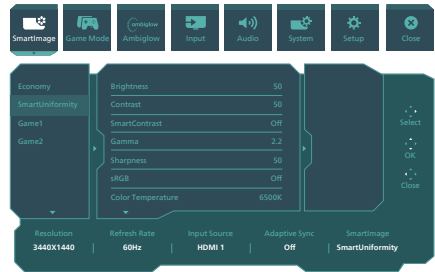 SmartImage
Game Mode
ambiglow
Ambiglow
Input
Audio
System
Setup
Close
Economy
SmartUniformity
Game1
Game2
Brightness 50
Contrast 50
SmartContrast Off
Gamma 2.2
Sharpness 50
sRGB Off
Color Temperature 6500K
Select
OK
Close
Resolution Refresh Rate Input Source Adaptive Sync SmartImage
3440X1440 | 60Hz | HDMI 1 | Off | SmartUniformity